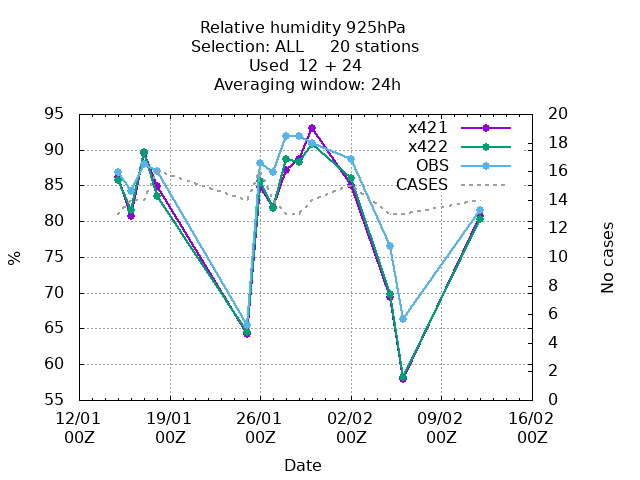 Relative humidity 925hPa
Selection: ALL     20 stations
Used  12 + 24
Averaging window: 24h
95
90
85
80
75
70
65
60
55
20
18
16
14
12
10
8
6
4
2
0
x421
x422
OBS
CASES
%
No cases
12/01 19/01 26/01 02/02 09/02 16/02
00Z 00Z 00Z 00Z 00Z 00Z
Date